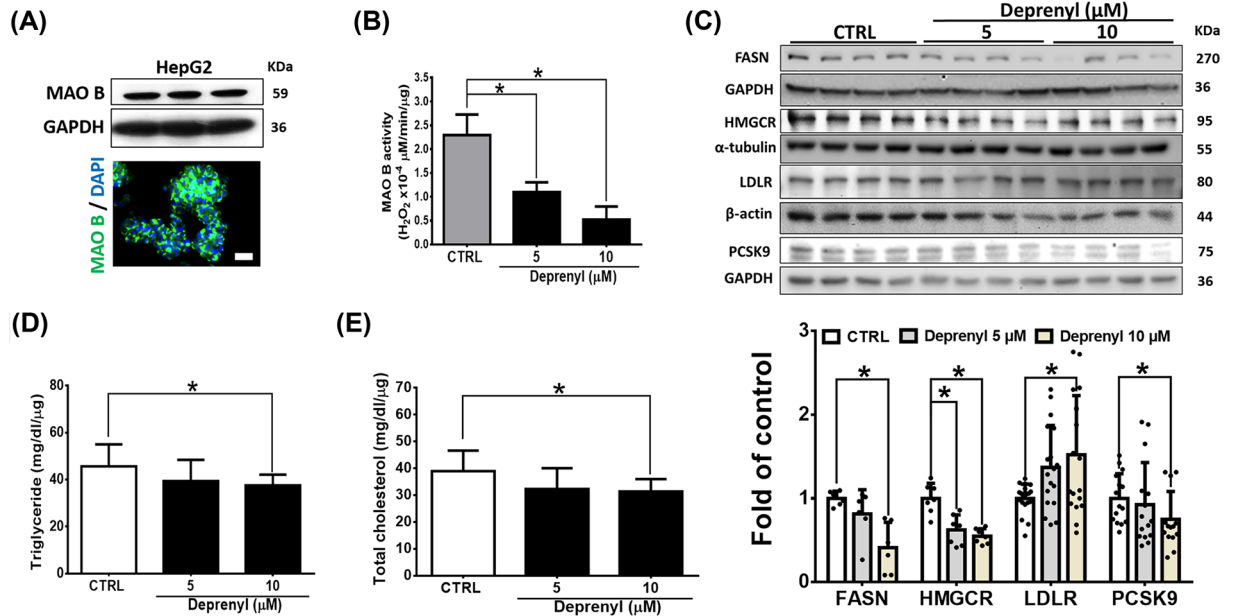 (A)
HepG2
KDa
MAO B
59
GAPDH
36
MAO B / DAPI
(B)
MAO B activity
(H₂O₂ x10⁻⁴ µM/min/µg)
3.5
3.0
2.5
2.0
1.5
1.0
0.5
0.0
*
*
CTRL
5
10
Deprenyl (µM)
(C)
Deprenyl (µM)
CTRL
5
10
KDa
FASN
270
GAPDH
36
HMGCR
95
α-tubulin
55
LDLR
80
β-actin
44
PCSK9
75
GAPDH
36
(D)
Triglyceride (mg/dl/µg)
80
60
40
20
0
*
CTRL
5
10
Deprenyl (µM)
(E)
Total cholesterol (mg/dl/µg)
70
60
50
40
30
20
10
0
*
CTRL
5
10
Deprenyl (µM)
CTRL Deprenyl 5 µM Deprenyl 10 µM
Fold of control
3
2
1
0
*
*
*
*
*
FASN HMGCR LDLR PCSK9